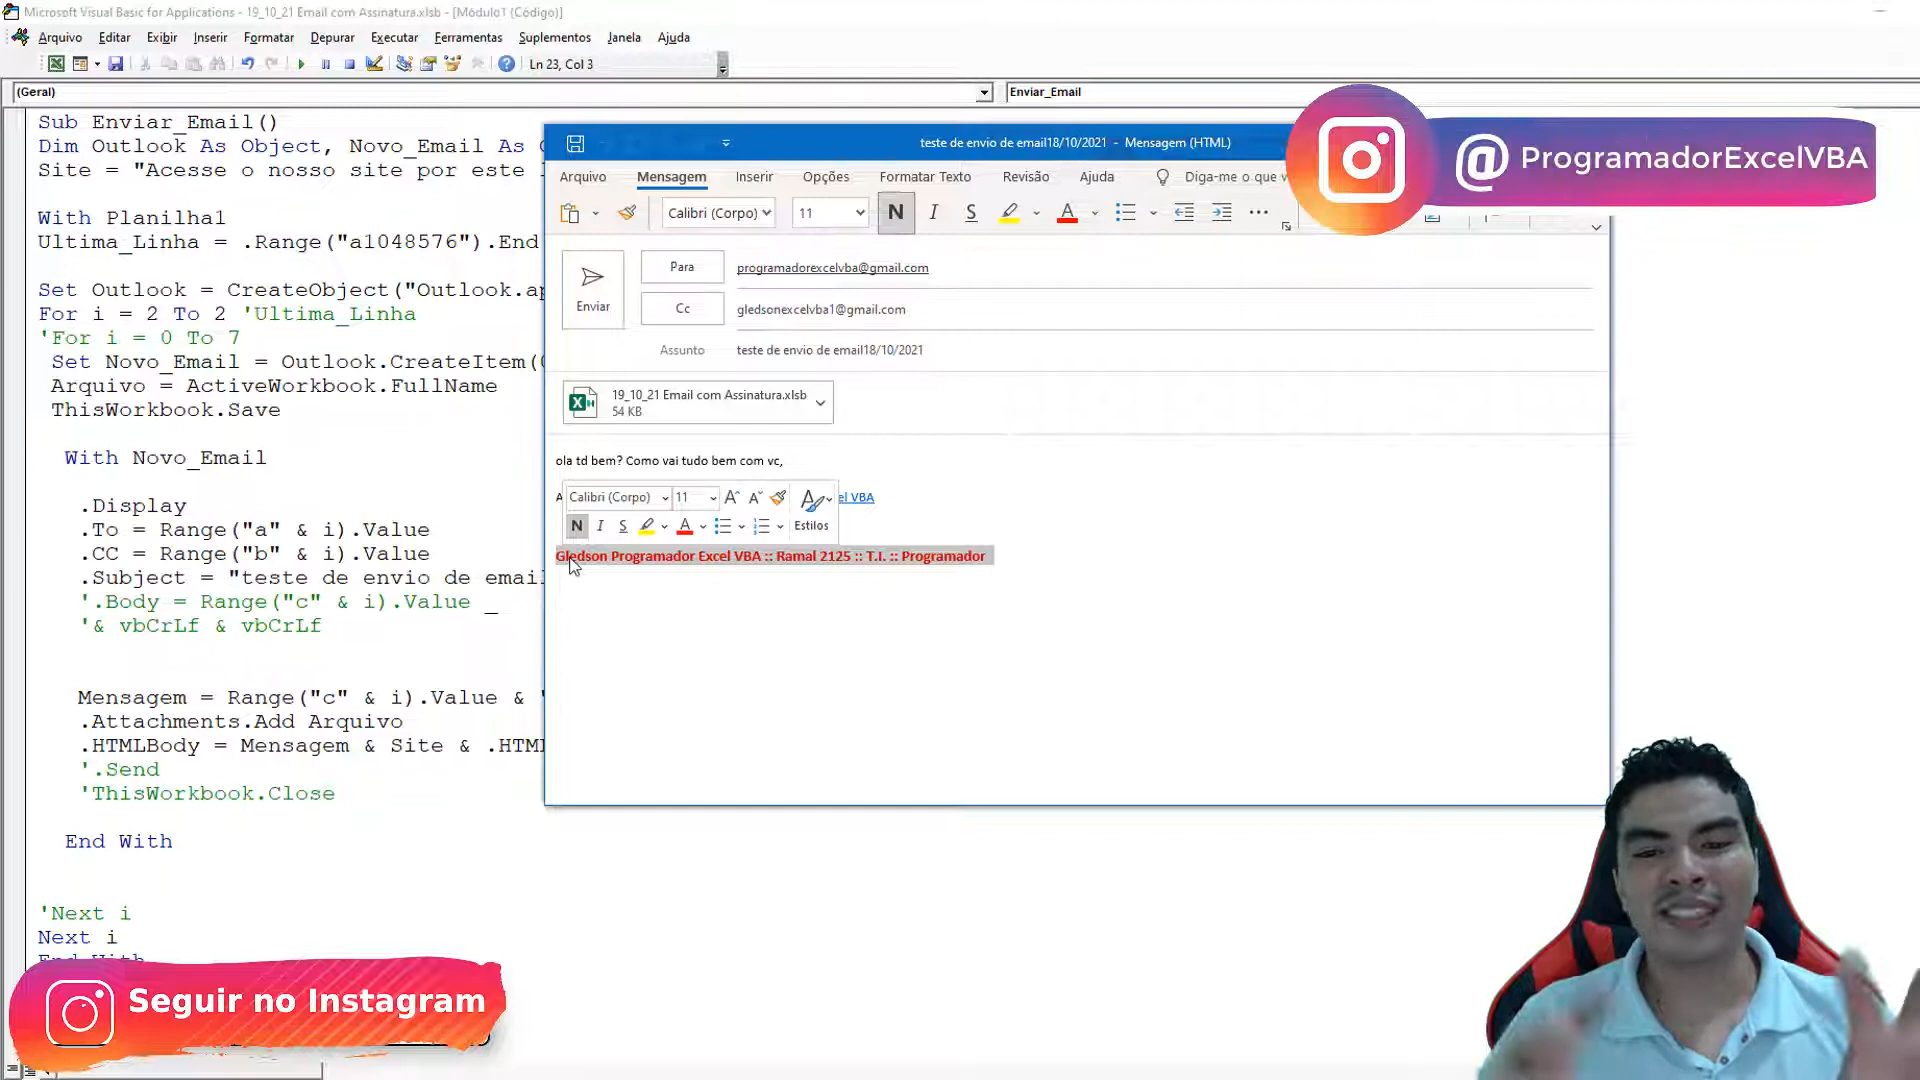 Microsoft Visual Basic for Applications - 19_10_21 Email com Assinatura.xlsb - [Módulo1 (Código)]
Arquivo Editar Exibir Inserir Formatar Depurar Executar Ferramentas Suplementos Janela Ajuda
Ln 23, Col 3
(Geral)
Enviar_Email
Sub Enviar_Email()
Dim Outlook As Object, Novo_Email As
Site = "Acesse o nosso site por este
With Planilha1
Ultima_Linha = .Range("a1048576").End
Set Outlook = CreateObject("Outlook.ap
For i = 2 To 2 'Ultima_Linha
'For i = 0 To 7
Set Novo_Email = Outlook.CreateItem(
Arquivo = ActiveWorkbook.FullName
ThisWorkbook.Save
With Novo_Email
.Display
.To = Range("a" & i).Value
.CC = Range("b" & i).Value
.Subject = "teste de envio de email
'.Body = Range("c" & i).Value _
'& vbCrLf & vbCrLf
Mensagem = Range("c" & i).Value & "
.Attachments.Add Arquivo
.HTMLBody = Mensagem & Site & .HTML
'.Send
'ThisWorkbook.Close
End With
'Next i
Next i
End With
teste de envio de email18/10/2021 - Mensagem (HTML)
Arquivo Mensagem Inserir Opções Formatar Texto Revisão Ajuda Diga-me o que v
Calibri (Corpo) 11 N I S A
Enviar
Para programadorexcelvba@gmail.com
Cc gledsonexcelvba1@gmail.com
Assunto teste de envio de email18/10/2021
19_10_21 Email com Assinatura.xlsb
54 KB
ola td bem? Como vai tudo bem com vc,
A
el VBA
Calibri (Corpo) 11 A A
N I S A Estilos
Gledson Programador Excel VBA :: Ramal 2125 :: T.I. :: Programador
@ ProgramadorExcelVBA
Seguir no Instagram